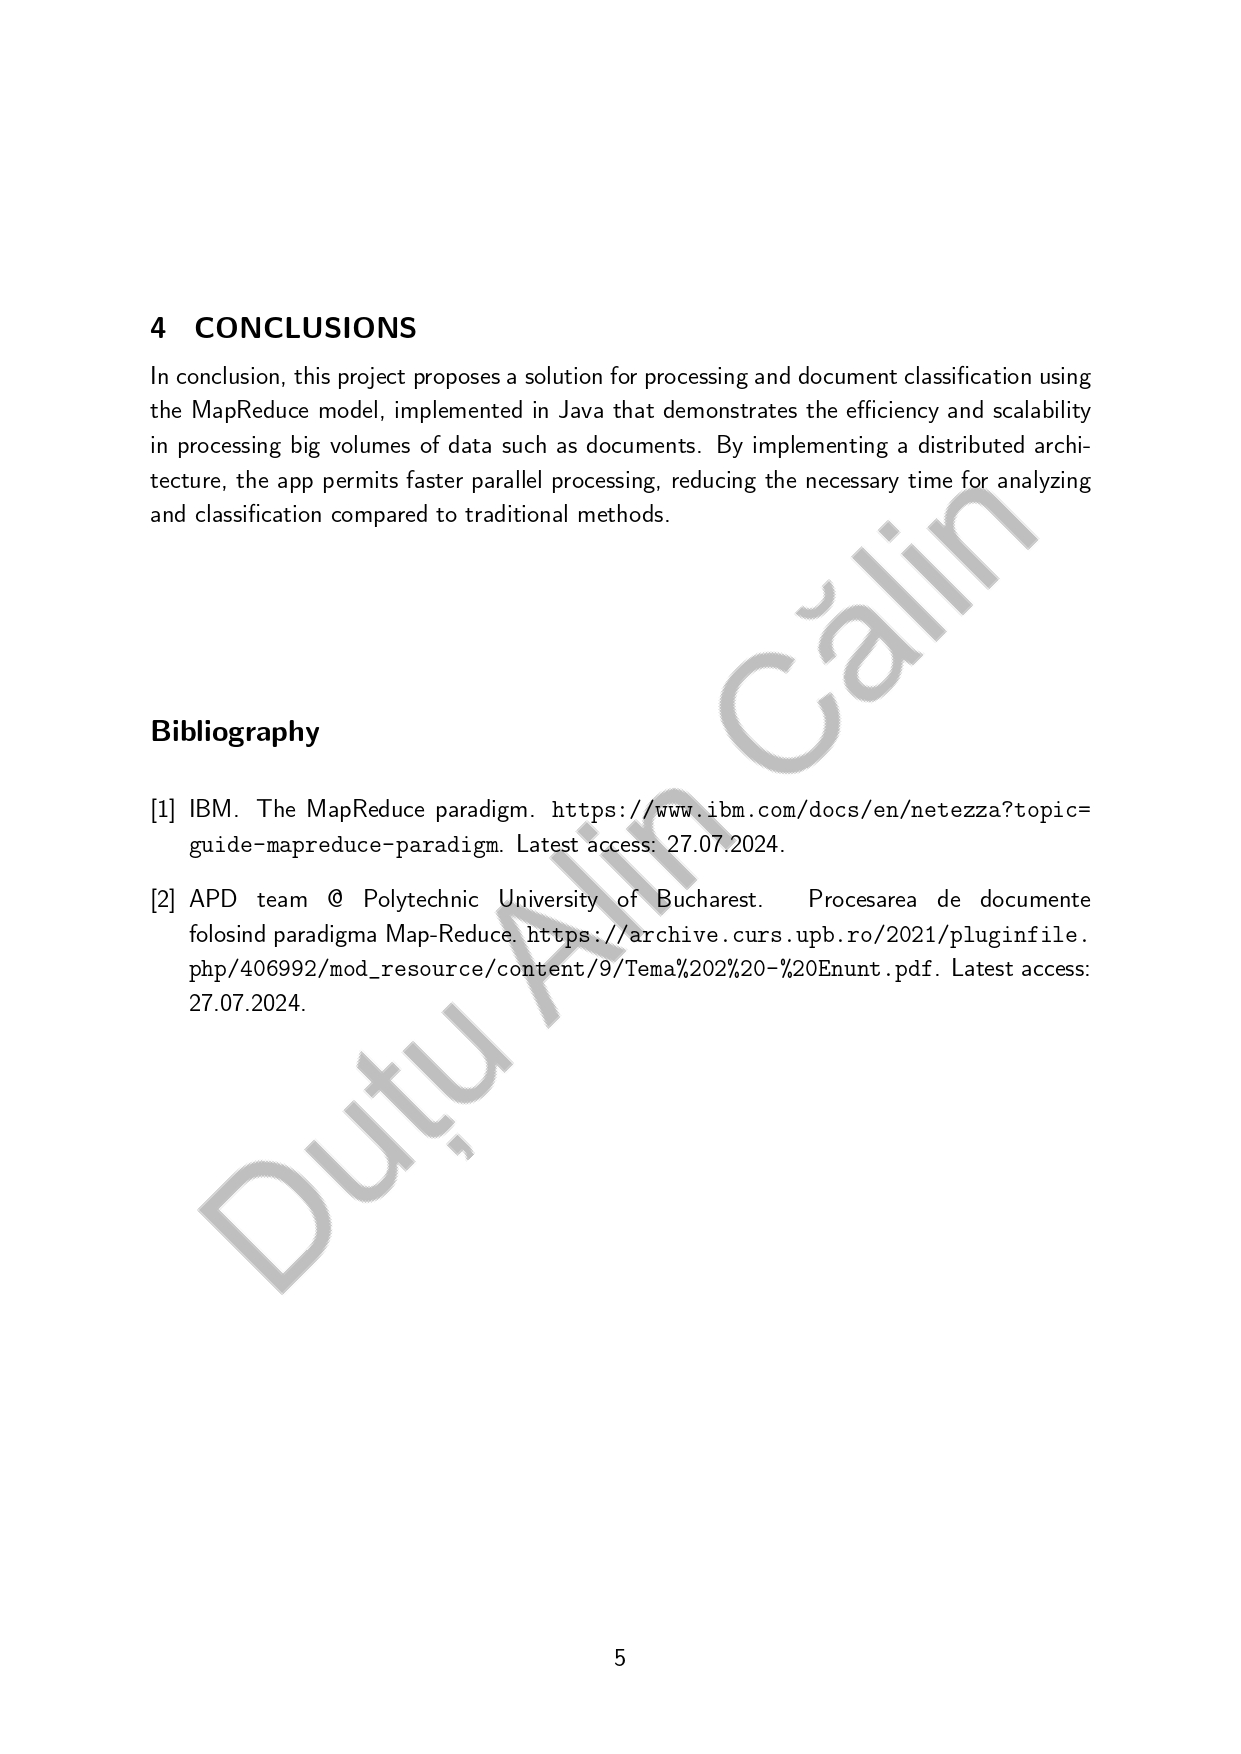 4 CONCLUSIONS
In conclusion, this project proposes a solution for processing and document classification using
the MapReduce model, implemented in Java that demonstrates the efficiency and scalability
in processing big volumes of data such as documents. By implementing a distributed archi-
tecture, the app permits faster parallel processing, reducing the necessary time for analyzing
and classification compared to traditional methods.
Bibliography
[1] IBM. The MapReduce paradigm. https://www.ibm.com/docs/en/netezza?topic=
guide-mapreduce-paradigm. Latest access: 27.07.2024.
[2] APD team @ Polytechnic University of Bucharest. Procesarea de documente
folosind paradigma Map-Reduce. https://archive.curs.upb.ro/2021/pluginfile.
php/406992/mod_resource/content/9/Tema%202%20-%20Enunt.pdf. Latest access:
27.07.2024.
Duțu Alin Călin
5